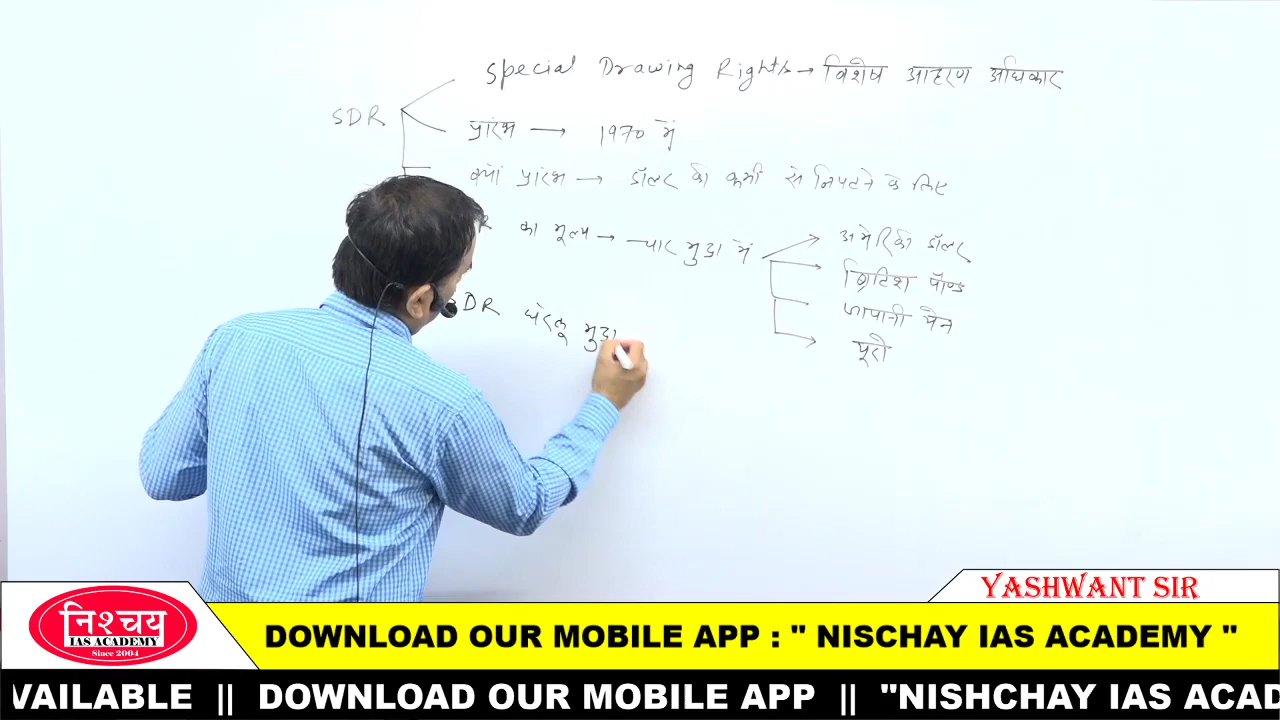 Special Drawing Rights → विशेष आहरण अधिकार
SDR
प्रारंभ → 1970 में
क्यों प्रारंभ → डॉलर की कमी से निपटने के लिए
R का मूल्य → चार मुद्रा में
अमेरिकी डॉलर
ब्रिटिश पॉण्ड
जापानी येन
यूरो
DR घरेलू मुद्रा
YASHWANT SIR
निश्चय
IAS ACADEMY
Since 2004
DOWNLOAD OUR MOBILE APP : " NISCHAY IAS ACADEMY "
VAILABLE || DOWNLOAD OUR MOBILE APP || "NISHCHAY IAS ACAD